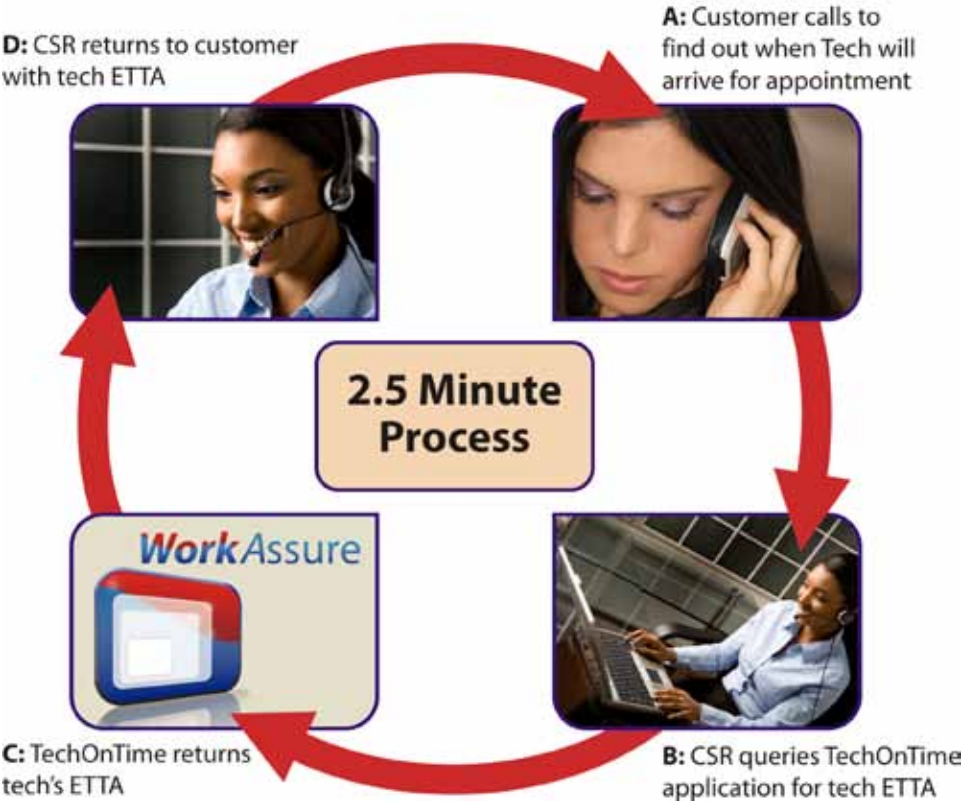 D: CSR returns to customer
with tech ETTA
A: Customer calls to
find out when Tech will
arrive for appointment
2.5 Minute
Process
WorkAssure
C: TechOnTime returns
tech's ETTA
B: CSR queries TechOnTime
application for tech ETTA